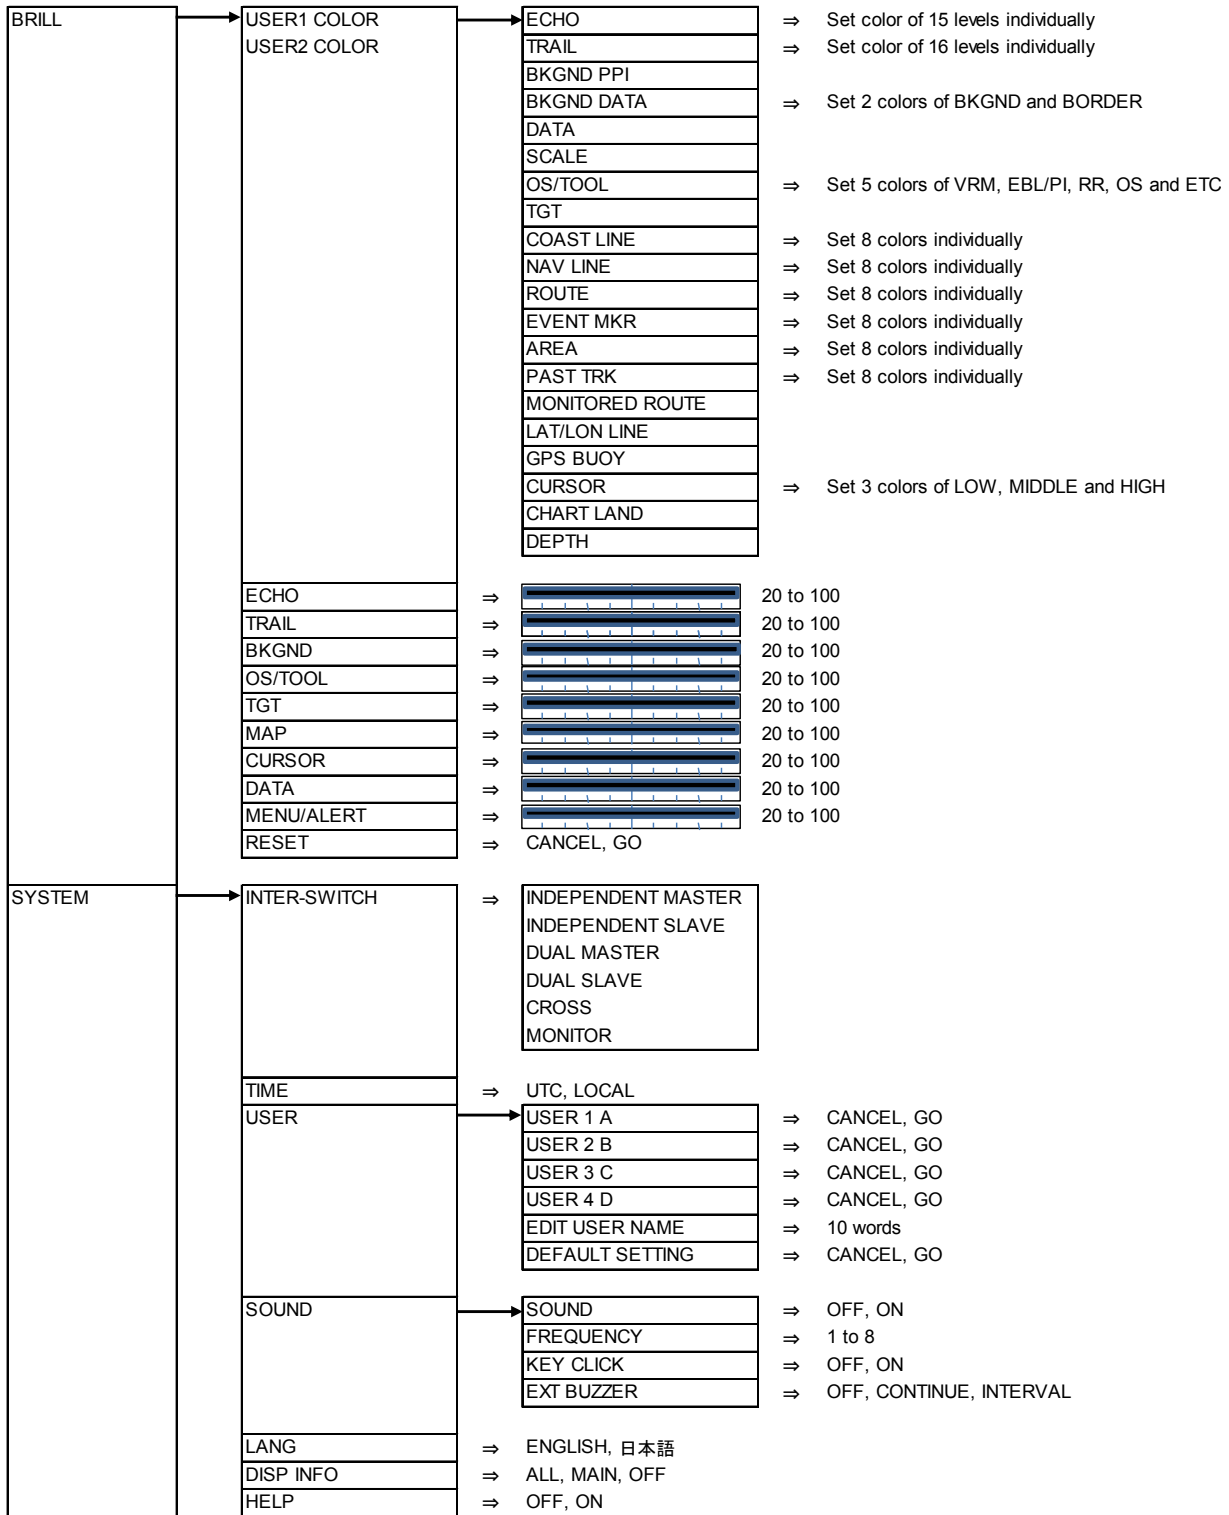 BRILL USER1 COLOR ECHO ⇒ Set color of 15 levels individually
USER2 COLOR TRAIL ⇒ Set color of 16 levels individually
BKGND PPI
BKGND DATA ⇒ Set 2 colors of BKGND and BORDER
DATA
SCALE
OS/TOOL ⇒ Set 5 colors of VRM, EBL/PI, RR, OS and ETC
TGT
COAST LINE ⇒ Set 8 colors individually
NAV LINE ⇒ Set 8 colors individually
ROUTE ⇒ Set 8 colors individually
EVENT MKR ⇒ Set 8 colors individually
AREA ⇒ Set 8 colors individually
PAST TRK ⇒ Set 8 colors individually
MONITORED ROUTE
LAT/LON LINE
GPS BUOY
CURSOR ⇒ Set 3 colors of LOW, MIDDLE and HIGH
CHART LAND
DEPTH
ECHO ⇒ 20 to 100
TRAIL ⇒ 20 to 100
BKGND ⇒ 20 to 100
OS/TOOL ⇒ 20 to 100
TGT ⇒ 20 to 100
MAP ⇒ 20 to 100
CURSOR ⇒ 20 to 100
DATA ⇒ 20 to 100
MENU/ALERT ⇒ 20 to 100
RESET ⇒ CANCEL, GO
SYSTEM INTER-SWITCH ⇒ INDEPENDENT MASTER
INDEPENDENT SLAVE
DUAL MASTER
DUAL SLAVE
CROSS
MONITOR
TIME ⇒ UTC, LOCAL
USER USER 1 A ⇒ CANCEL, GO
USER 2 B ⇒ CANCEL, GO
USER 3 C ⇒ CANCEL, GO
USER 4 D ⇒ CANCEL, GO
EDIT USER NAME ⇒ 10 words
DEFAULT SETTING ⇒ CANCEL, GO
SOUND SOUND ⇒ OFF, ON
FREQUENCY ⇒ 1 to 8
KEY CLICK ⇒ OFF, ON
EXT BUZZER ⇒ OFF, CONTINUE, INTERVAL
LANG ⇒ ENGLISH, 日本語
DISP INFO ⇒ ALL, MAIN, OFF
HELP ⇒ OFF, ON